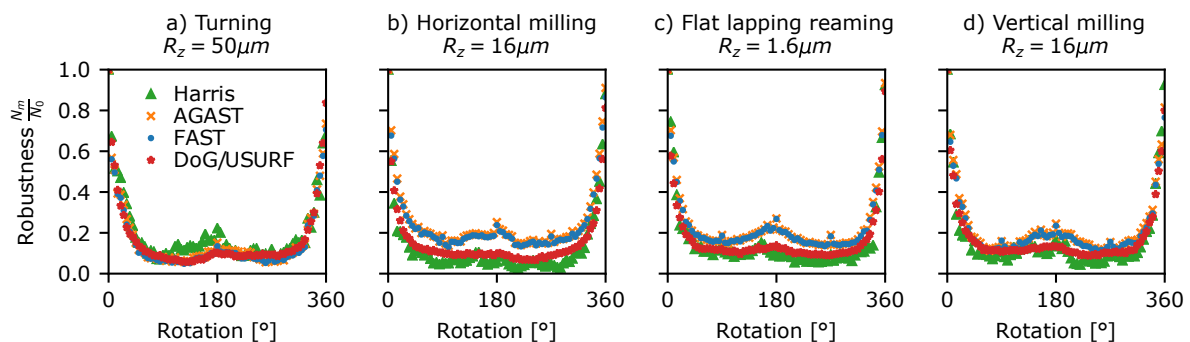 a) Turning
R_z = 50μm
b) Horizontal milling
R_z = 16μm
c) Flat lapping reaming
R_z = 1.6μm
d) Vertical milling
R_z = 16μm
Robustness N_m/N_0
1.0
0.8
0.6
0.4
0.2
0.0
Harris
AGAST
FAST
DoG/USURF
0 180 360
0 180 360
0 180 360
0 180 360
Rotation [°]
Rotation [°]
Rotation [°]
Rotation [°]